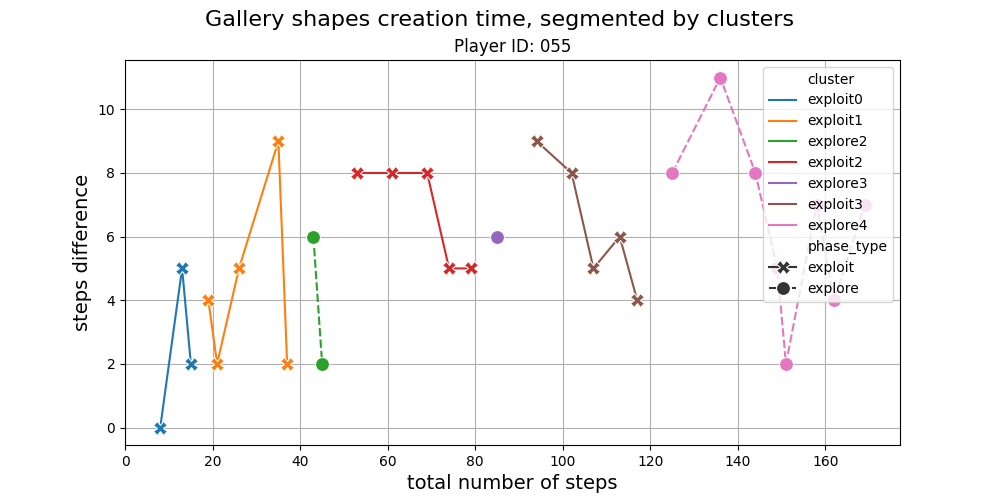 Gallery shapes creation time, segmented by clusters
Player ID: 055
steps difference
10
8
6
4
2
0
0 20 40 60 80 100 120 140 160
total number of steps
cluster
exploit0
exploit1
explore2
exploit2
explore3
exploit3
explore4
phase_type
exploit
explore